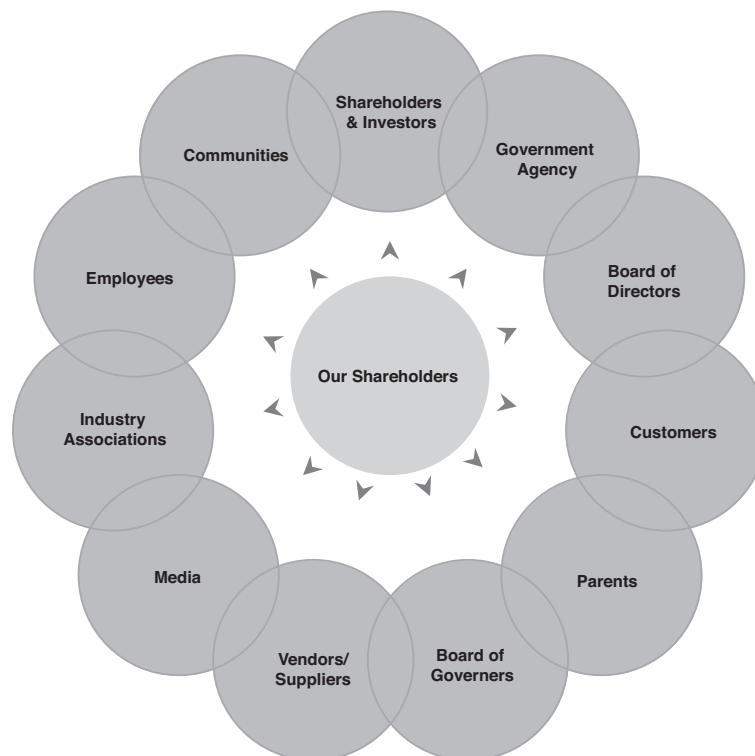 Shareholders
& Investors
Government
Agency
Board of
Directors
Customers
Parents
Board of
Governers
Vendors/
Suppliers
Media
Industry
Associations
Employees
Communities
Our Shareholders